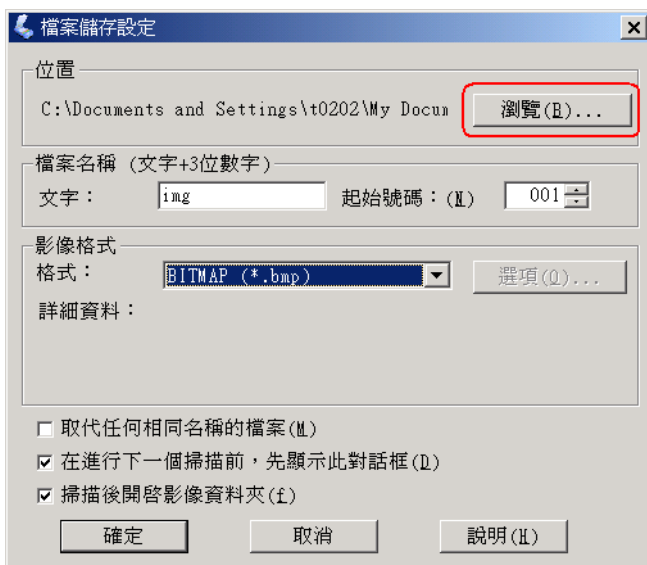 檔案儲存設定
位置
C:\Documents and Settings\t0202\My Docum
瀏覽(B)...
檔案名稱 (文字+3位數字)
文字：
img
起始號碼：(N)
001
影像格式
格式：
BITMAP (*.bmp)
選項(O)...
詳細資料：
取代任何相同名稱的檔案(M)
在進行下一個掃描前，先顯示此對話框(D)
掃描後開啓影像資料夾(f)
確定
取消
說明(H)